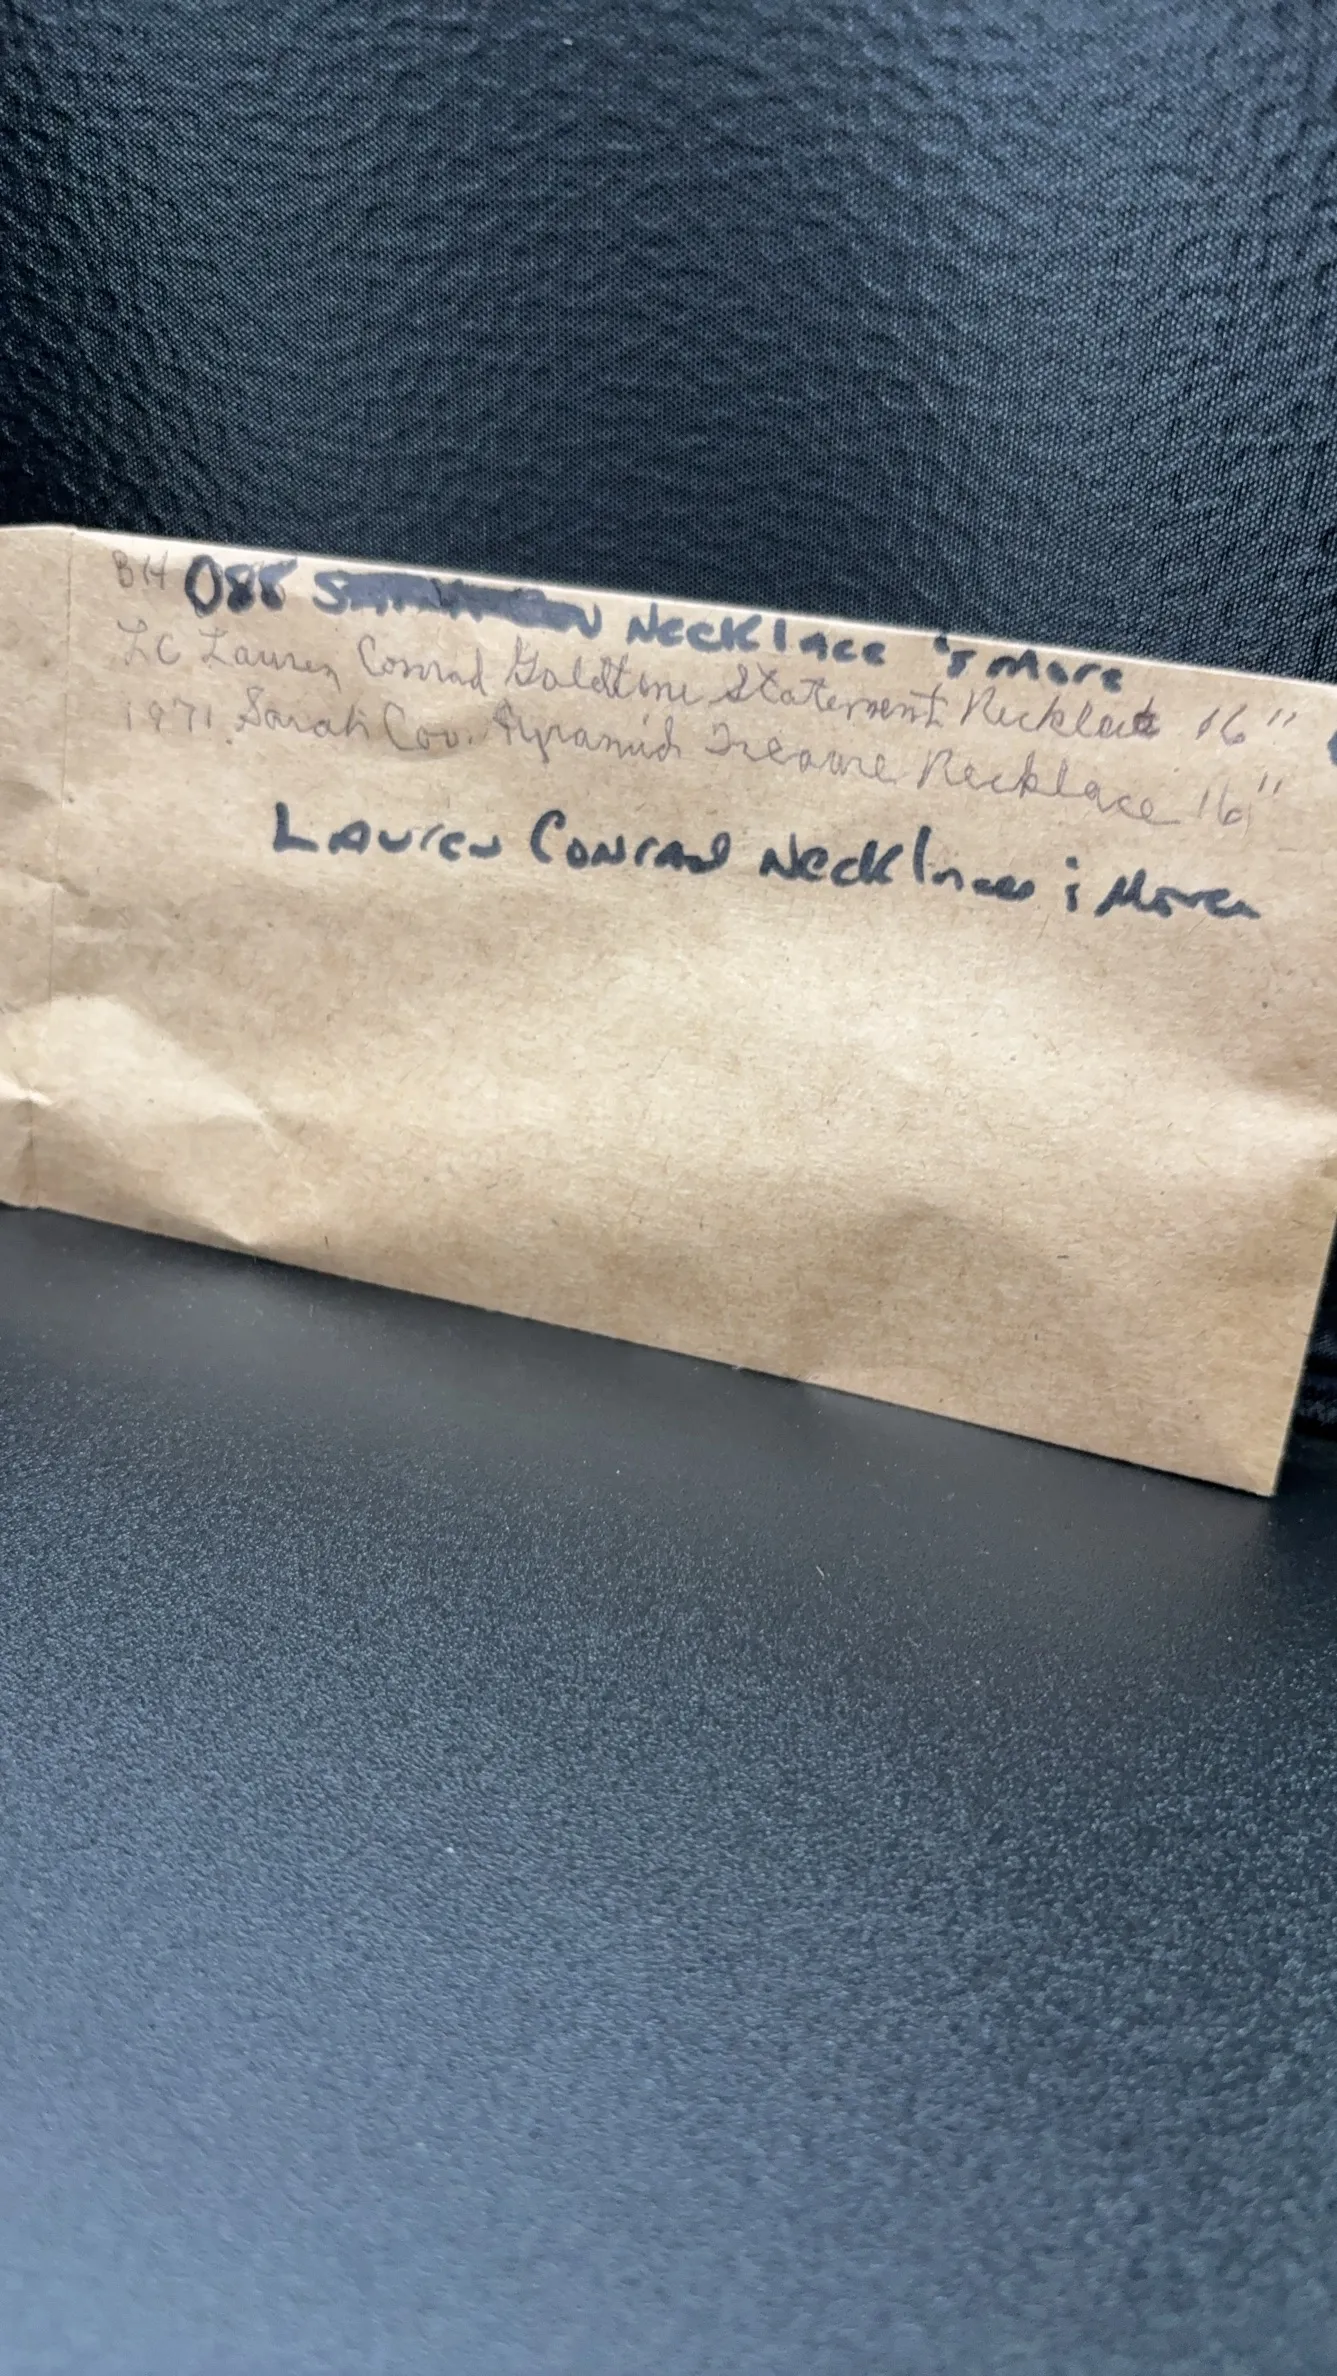 BH 088 Necklace's More
LC Lauren Conrad Goldtone Statement Necklace 16"
1971 Sarah Cov. Pyramid Treasure Necklace 16"
Lauren Conrad Necklaces & More